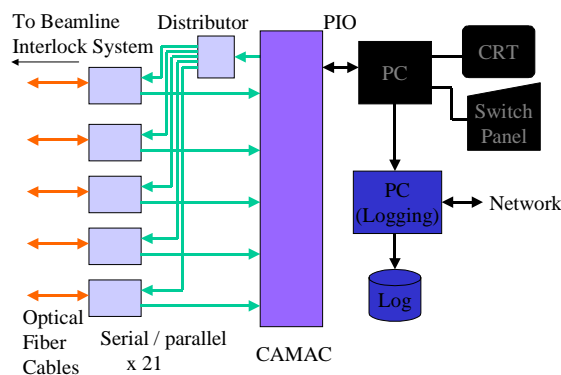 To Beamline
Interlock System
Distributor
PIO
PC
CRT
Switch
Panel
PC
(Logging)
Network
Log
Optical
Fiber
Cables
Serial / parallel
x 21
CAMAC